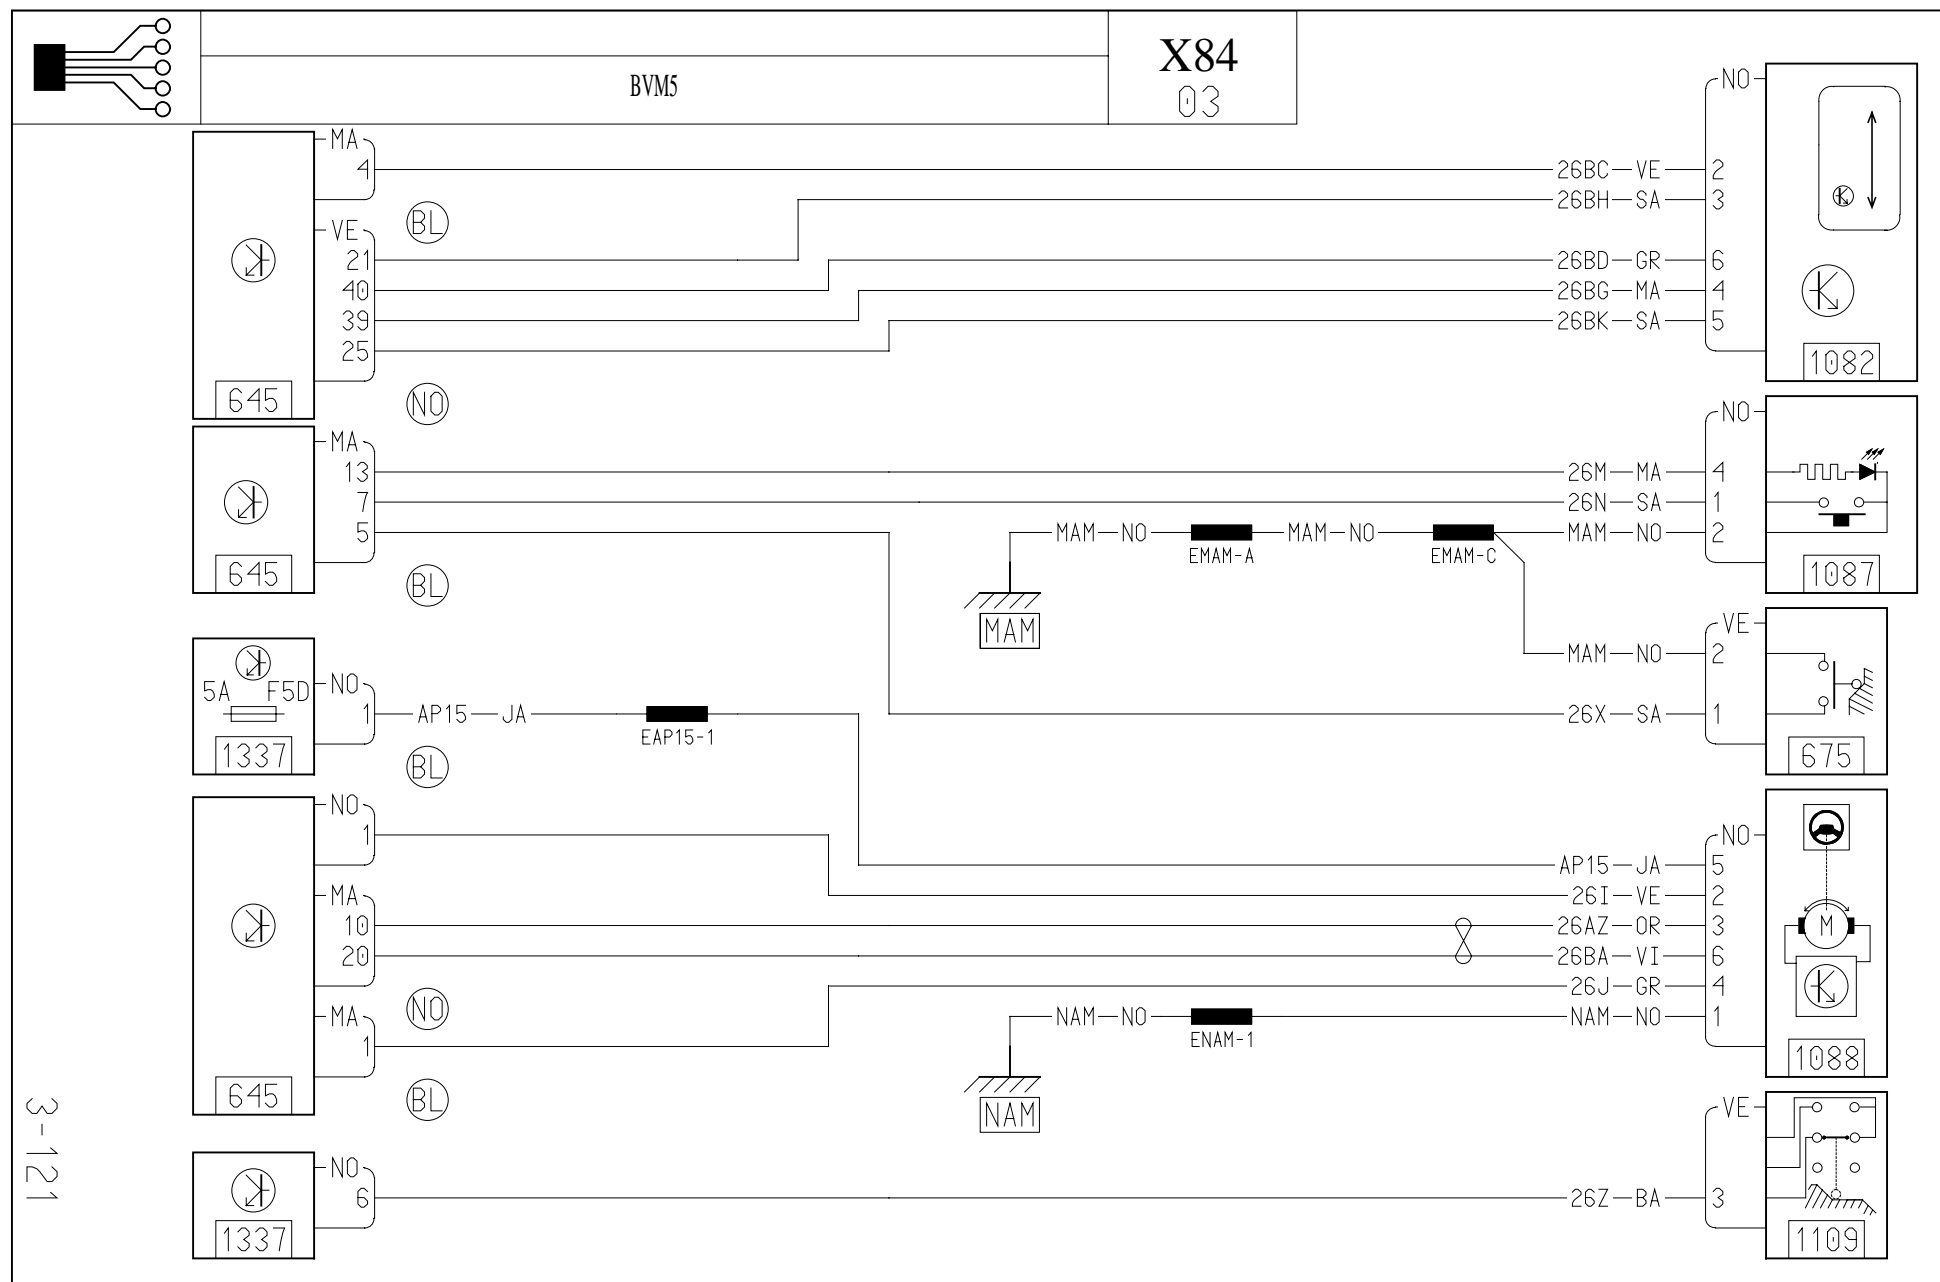 BVM5
X84
03
MA
4
VE
21
40
39
25
645
BL
NO
26BC VE 2
26BH SA 3
26BD GR 6
26BG MA 4
26BK SA 5
NO
1082
MA
13
7
5
645
BL
NO
26M MA 4
26N SA 1
MAM NO EMAM-A MAM NO EMAM-C MAM NO 2
1087
MAM
VE
MAM NO 2
26X SA 1
675
5A F5D
NO
1
1337
AP15 JA
EAP15-1
BL
NO
1
MA
10
20
MA
1
645
NO
BL
NO
AP15 JA 5
26I VE 2
26AZ OR 3
26BA VI 6
26J GR 4
NAM NO ENAM-1 NAM NO 1
M
1088
NAM
NO
6
1337
VE
26Z BA 3
1109
3-121